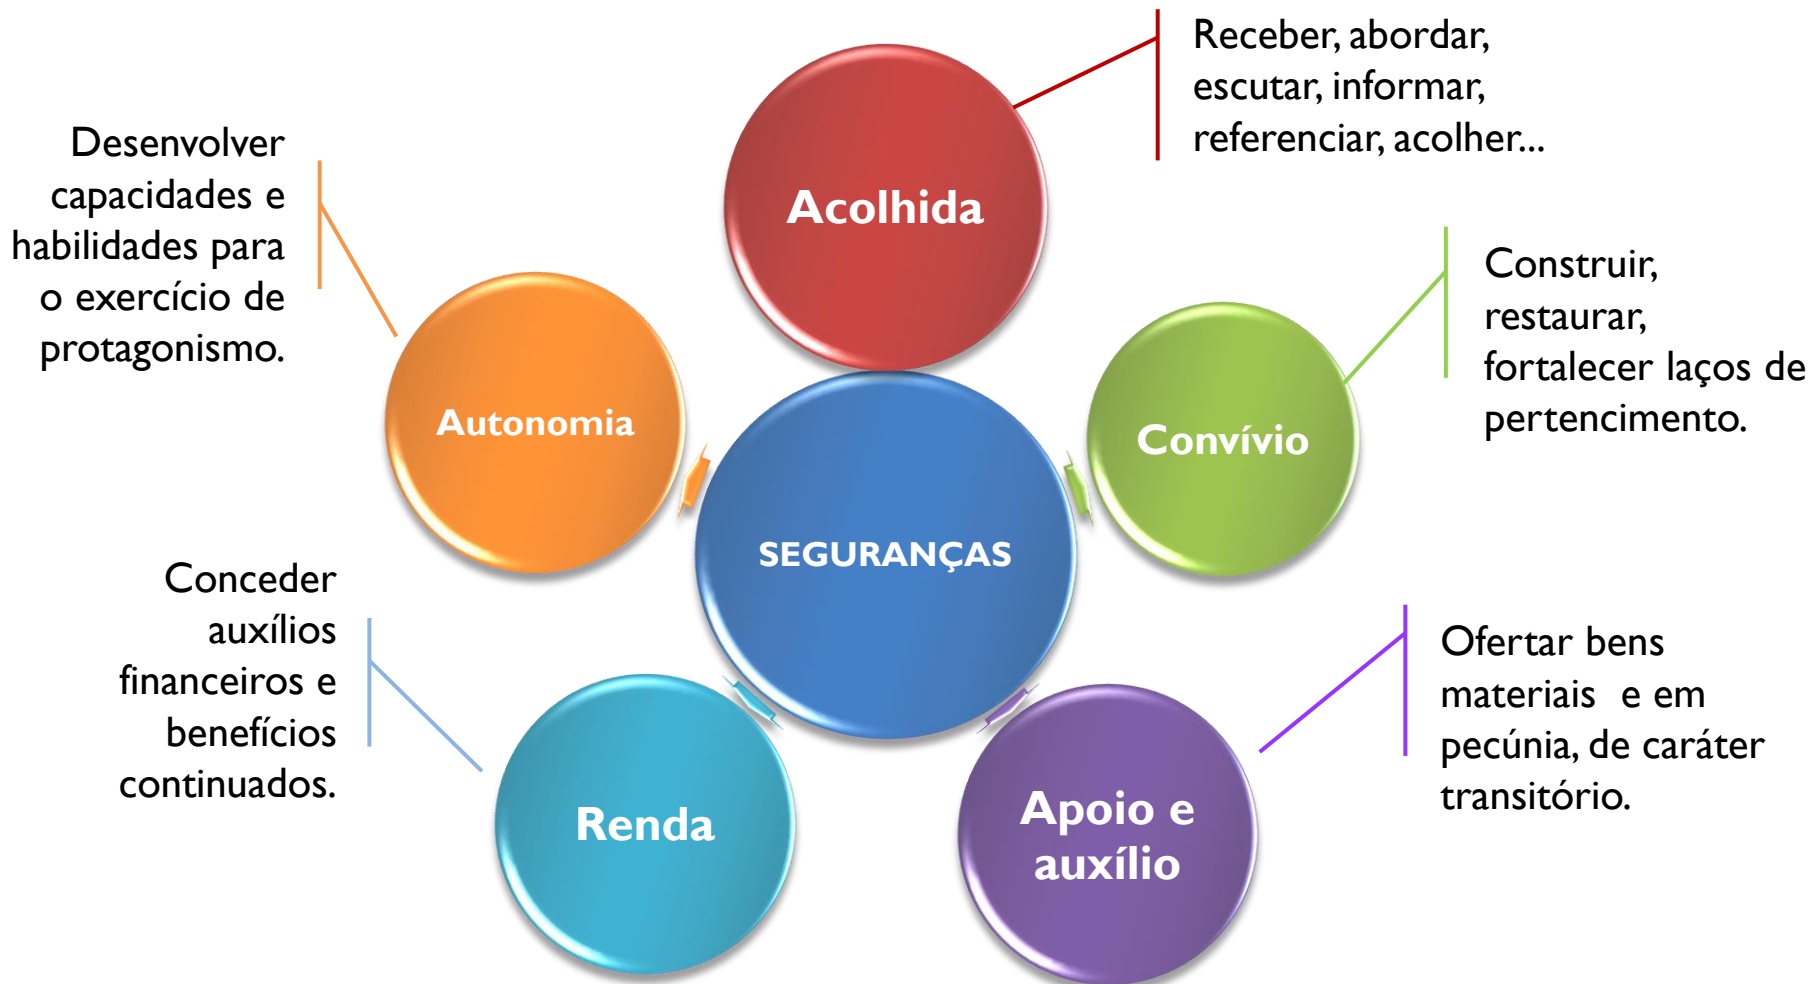 Receber, abordar,
escutar, informar,
referenciar, acolher...
Acolhida
Desenvolver
capacidades e
habilidades para
o exercício de
protagonismo.
Autonomia
Construir,
restaurar,
fortalecer laços de
pertencimento.
Convívio
SEGURANÇAS
Conceder
auxílios
financeiros e
benefícios
continuados.
Renda
Ofertar bens
materiais e em
pecúnia, de caráter
transitório.
Apoio e
auxílio